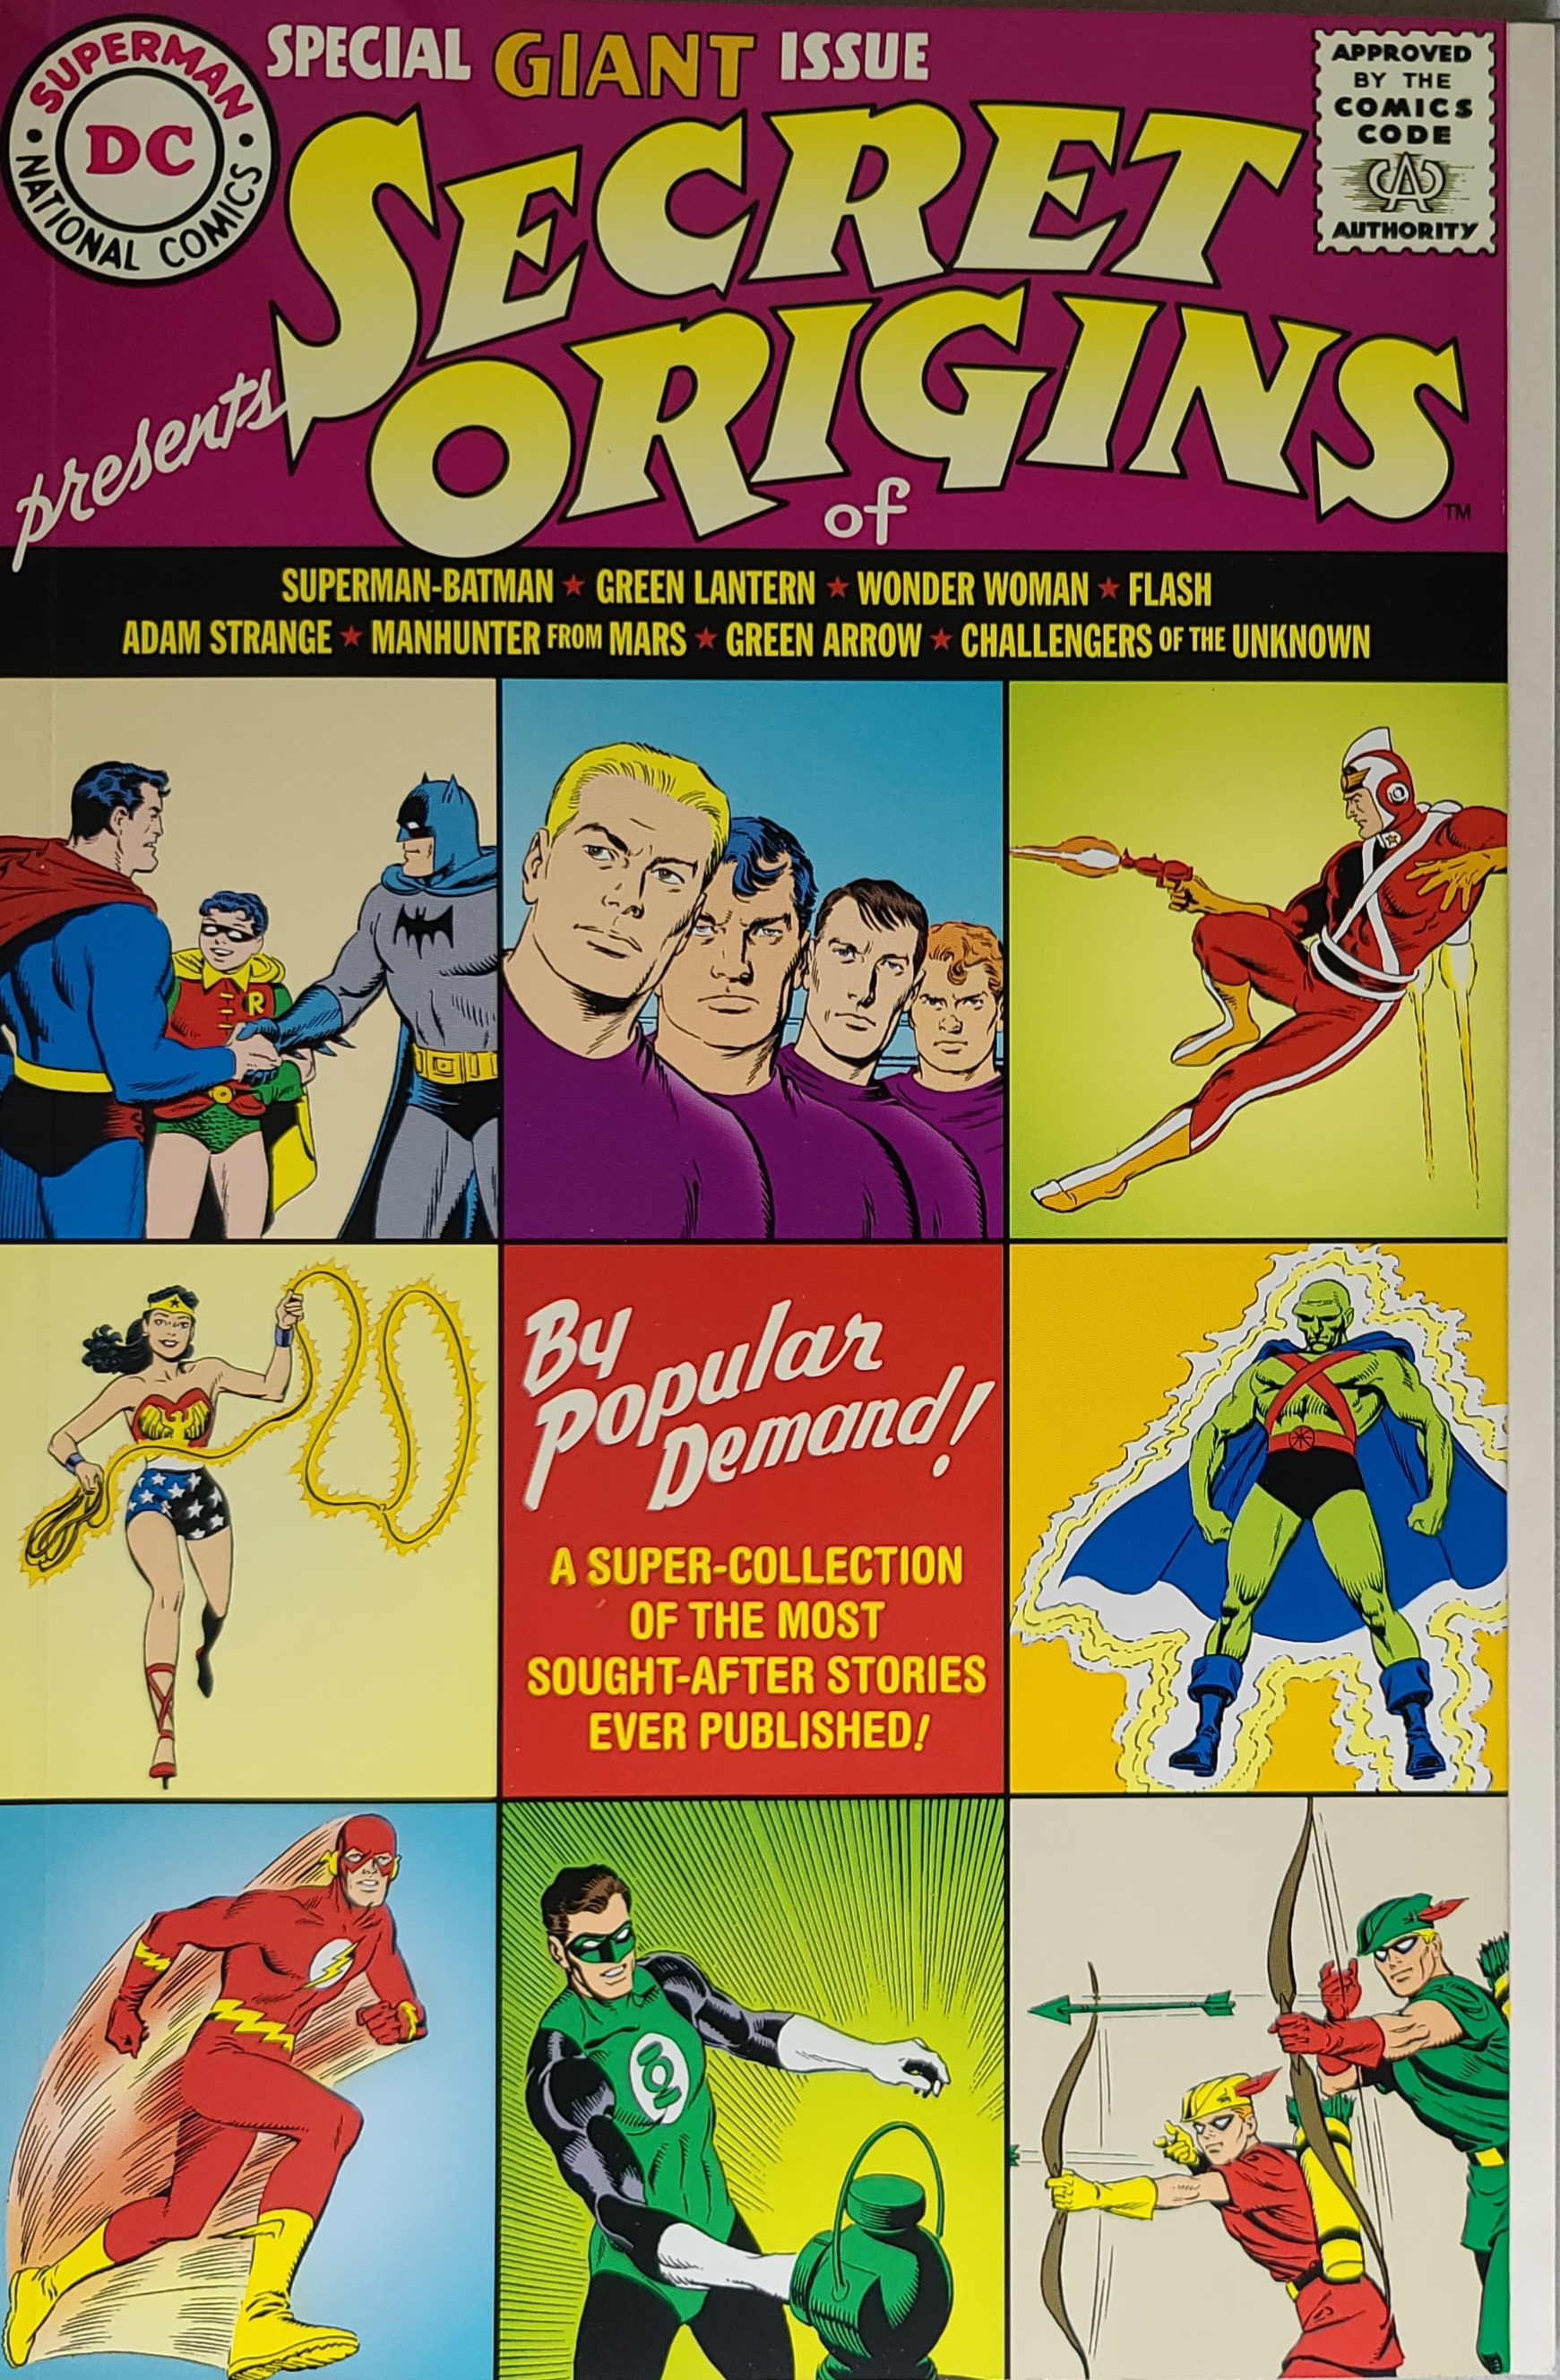 SPECIAL GIANT ISSUE
SUPERMAN
DC
NATIONAL COMICS
APPROVED
BY THE
COMICS
CODE
CA
AUTHORITY
presents
SECRET
ORIGINS
TM
of
SUPERMAN-BATMAN ★ GREEN LANTERN ★ WONDER WOMAN ★ FLASH
ADAM STRANGE ★ MANHUNTER FROM MARS ★ GREEN ARROW ★ CHALLENGERS OF THE UNKNOWN
R
By
Popular
Demand!
A SUPER-COLLECTION
OF THE MOST
SOUGHT-AFTER STORIES
EVER PUBLISHED!